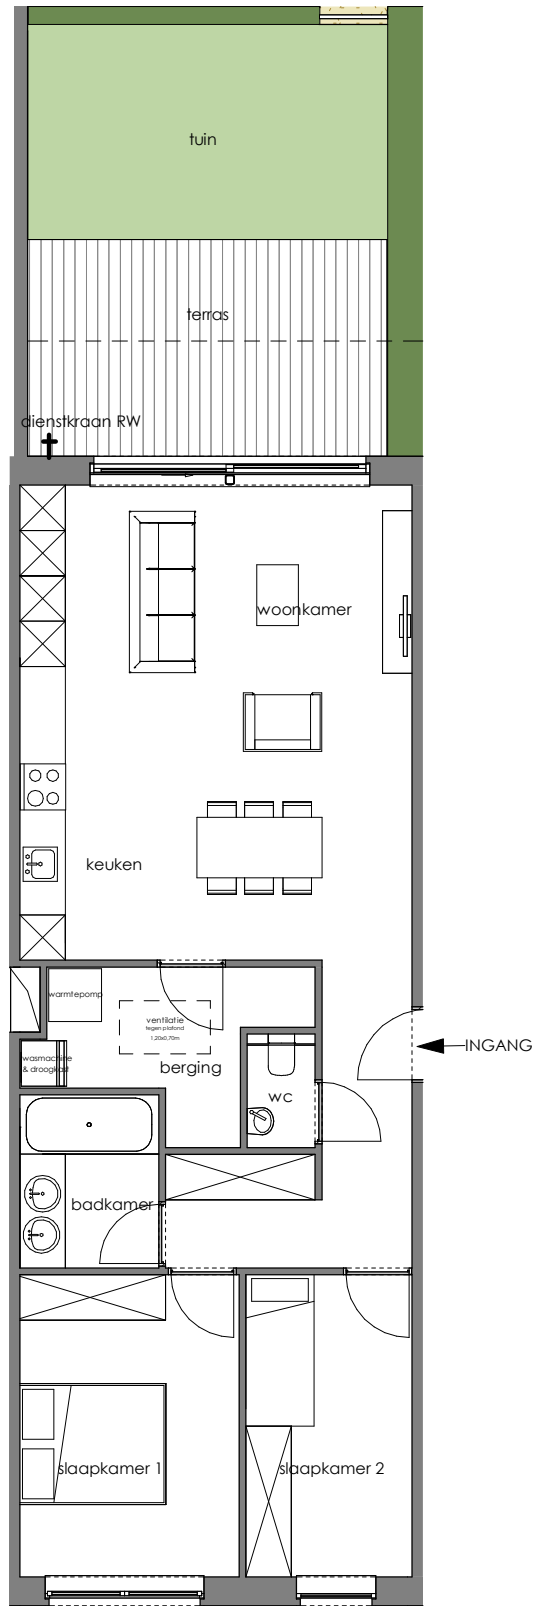 tuin
terras
dienstkraan RW
woonkamer
keuken
warmtepomp
ventilatie
tegen plafond
1,20x0,70m
INGANG
wasmachine
& droogkast
berging
wc
badkamer
slaapkamer 1
slaapkamer 2